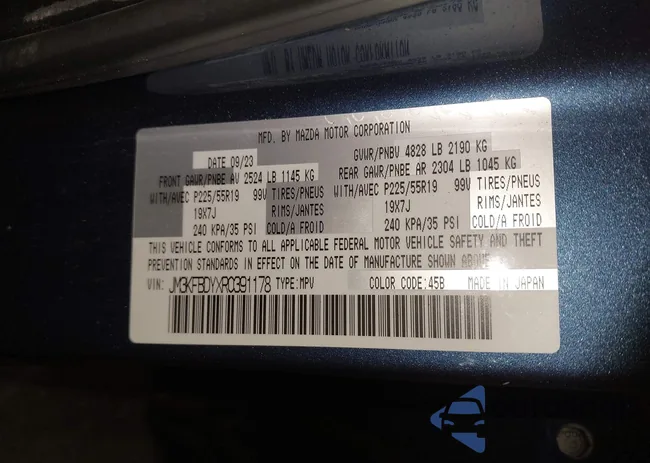 MFD. BY MAZDA MOTOR CORPORATION
DATE 09/23
GVWR/PNBV 4828 LB 2190 KG
FRONT GAWR/PNBE AV 2524 LB 1145 KG
REAR GAWR/PNBE AR 2304 LB 1045 KG
WITH/AVEC P225/55R19 99V TIRES/PNEUS
WITH/AVEC P225/55R19 99V TIRES/PNEUS
19X7J RIMS/JANTES
19X7J RIMS/JANTES
240 KPA/35 PSI COLD/A FROID
240 KPA/35 PSI COLD/A FROID
THIS VEHICLE CONFORMS TO ALL APPLICABLE FEDERAL MOTOR VEHICLE SAFETY AND THEFT
PREVENTION STANDARDS IN EFFECT ON THE DATE OF MANUFACTURE SHOWN ABOVE.
VIN: JM3KFBDYXR0391178 TYPE: MPV COLOR CODE:45B MADE IN JAPAN